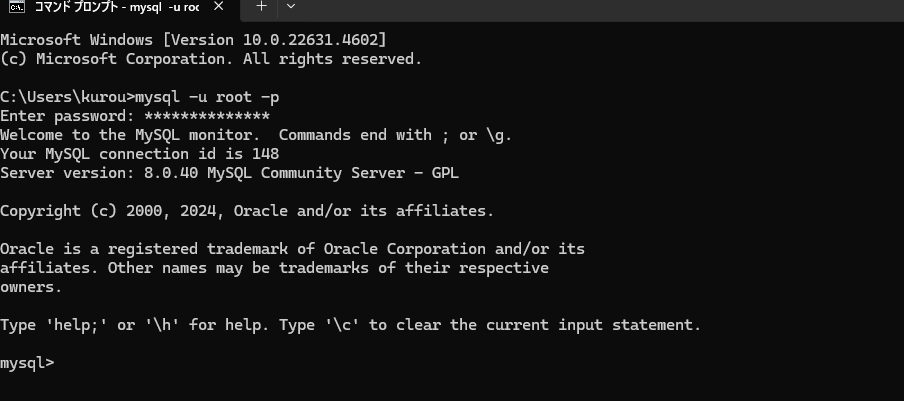 コマンド プロンプト - mysql -u roo
Microsoft Windows [Version 10.0.22631.4602]
(c) Microsoft Corporation. All rights reserved.
C:\Users\kurou>mysql -u root -p
Enter password: **************
Welcome to the MySQL monitor.  Commands end with ; or \g.
Your MySQL connection id is 148
Server version: 8.0.40 MySQL Community Server - GPL
Copyright (c) 2000, 2024, Oracle and/or its affiliates.
Oracle is a registered trademark of Oracle Corporation and/or its
affiliates. Other names may be trademarks of their respective
owners.
Type 'help;' or '\h' for help. Type '\c' to clear the current input statement.
mysql>